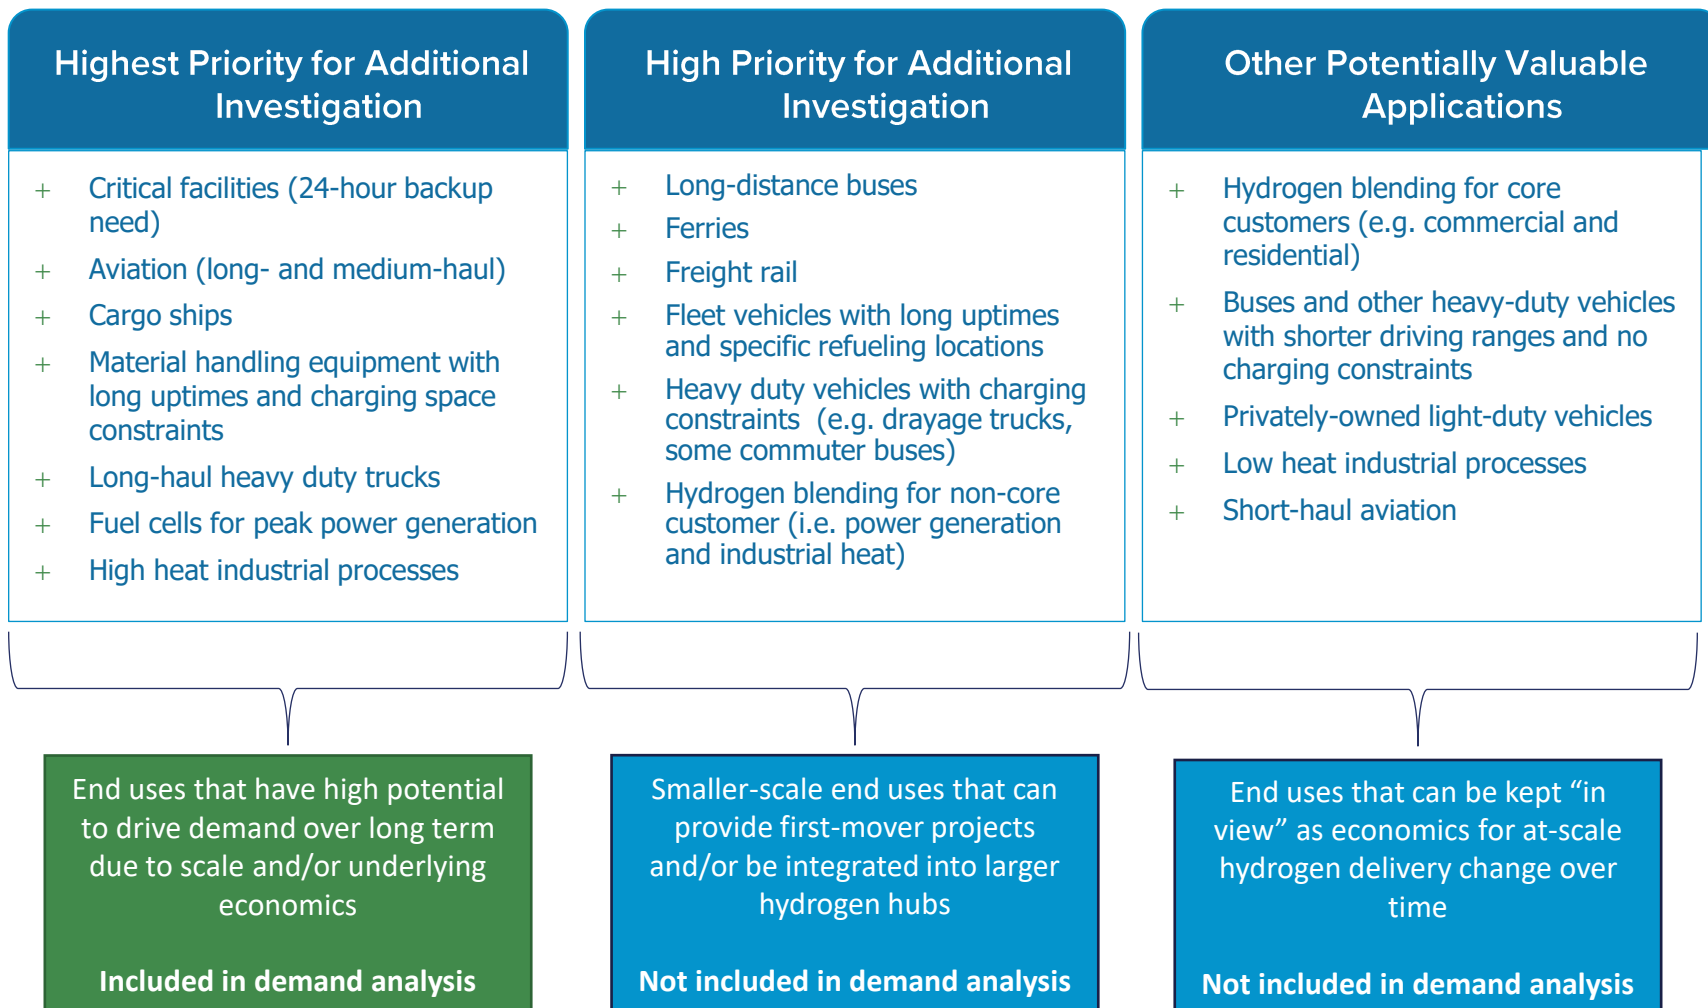 Highest Priority for Additional
Investigation
+ Critical facilities (24-hour backup
need)
+ Aviation (long- and medium-haul)
+ Cargo ships
+ Material handling equipment with
long uptimes and charging space
constraints
+ Long-haul heavy duty trucks
+ Fuel cells for peak power generation
+ High heat industrial processes
End uses that have high potential
to drive demand over long term
due to scale and/or underlying
economics
Included in demand analysis
High Priority for Additional
Investigation
+ Long-distance buses
+ Ferries
+ Freight rail
+ Fleet vehicles with long uptimes
and specific refueling locations
+ Heavy duty vehicles with charging
constraints (e.g. drayage trucks,
some commuter buses)
+ Hydrogen blending for non-core
customer (i.e. power generation
and industrial heat)
Smaller-scale end uses that can
provide first-mover projects
and/or be integrated into larger
hydrogen hubs
Not included in demand analysis
Other Potentially Valuable
Applications
+ Hydrogen blending for core
customers (e.g. commercial and
residential)
+ Buses and other heavy-duty vehicles
with shorter driving ranges and no
charging constraints
+ Privately-owned light-duty vehicles
+ Low heat industrial processes
+ Short-haul aviation
End uses that can be kept “in
view” as economics for at-scale
hydrogen delivery change over
time
Not included in demand analysis